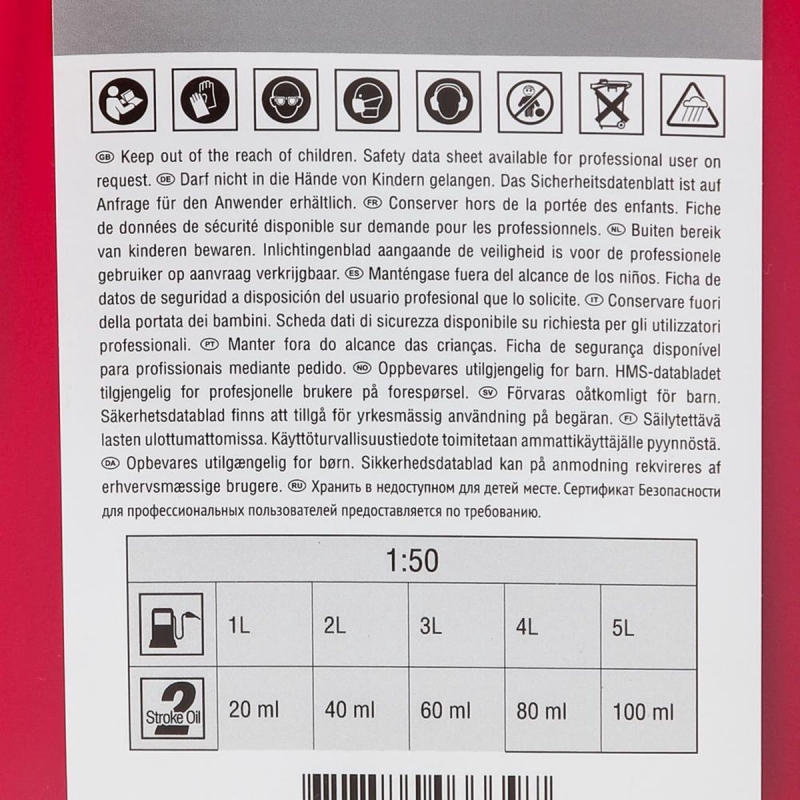 GB Keep out of the reach of children. Safety data sheet available for professional user on
request. DE Darf nicht in die Hände von Kindern gelangen. Das Sicherheitsdatenblatt ist auf
Anfrage für den Anwender erhältlich. FR Conserver hors de la portée des enfants. Fiche
de données de sécurité disponible sur demande pour les professionnels. NL Buiten bereik
van kinderen bewaren. Inlichtingenblad aangaande de veiligheid is voor de professionele
gebruiker op aanvraag verkrijgbaar. ES Manténgase fuera del alcance de los niños. Ficha de
datos de seguridad a disposición del usuario profesional que lo solicite. IT Conservare fuori
della portata dei bambini. Scheda dati di sicurezza disponibile su richiesta per gli utilizzatori
professionali. PT Manter fora do alcance das crianças. Ficha de segurança disponível
para profissionais mediante pedido. NO Oppbevares utilgjengelig for barn. HMS-databladet
tilgjengelig for profesjonelle brukere på forespørsel. SV Förvaras oåtkomligt för barn.
Säkerhetsdatablad finns att tillgå för yrkesmässig användning på begäran. FI Säilytettävä
lasten ulottumattomissa. Käyttöturvallisuustiedote toimitetaan ammattikäyttäjälle pyynnöstä.
DA Opbevares utilgængelig for børn. Sikkerhedsdatablad kan på anmodning rekvireres af
erhvervsmæssige brugere. RU Хранить в недоступном для детей месте. Сертификат Безопасности
для профессиональных пользователей предоставляется по требованию.
1:50
1L 2L 3L 4L 5L
2 Stroke Oil 20 ml 40 ml 60 ml 80 ml 100 ml